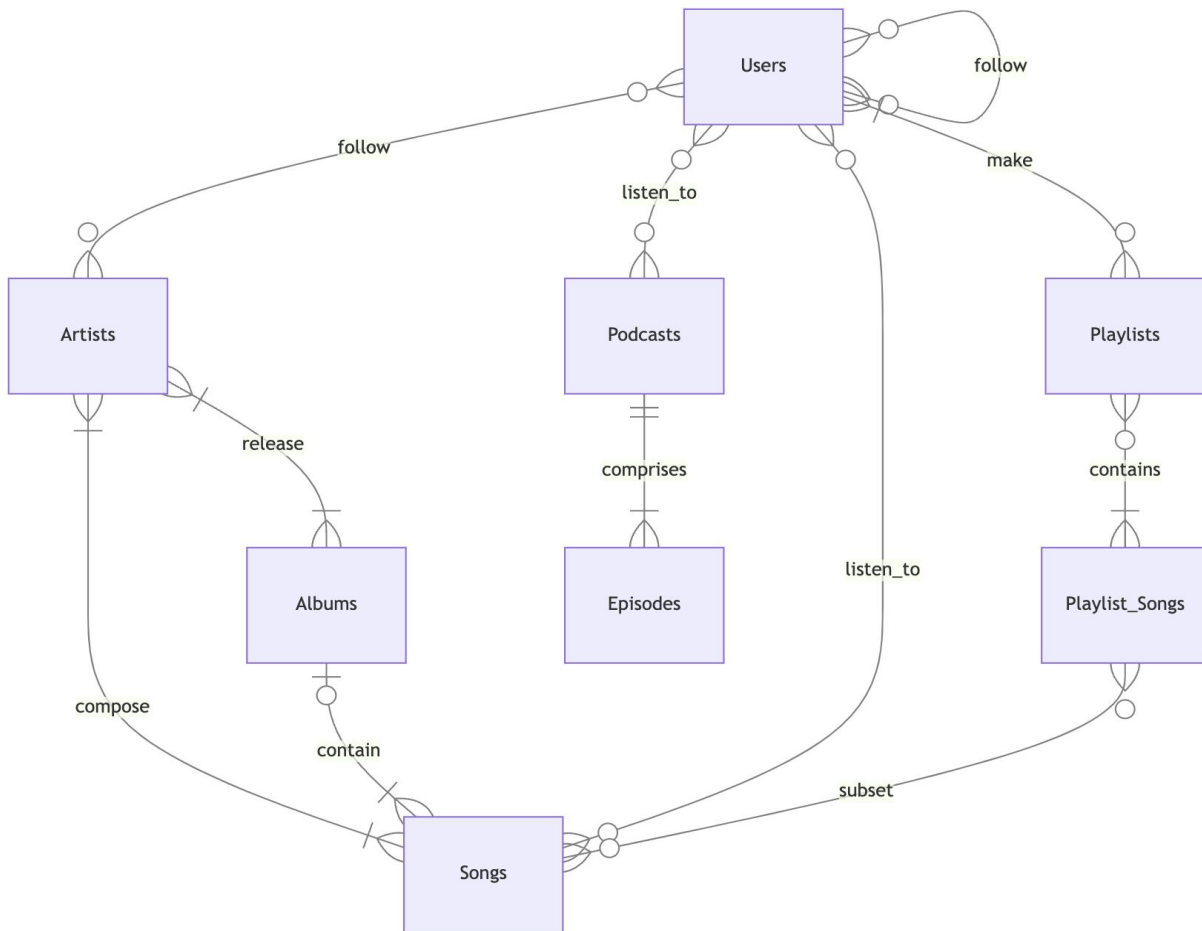 Users
follow
follow
make
listen_to
Artists
Podcasts
Playlists
release
comprises
contains
Albums
Episodes
listen_to
Playlist_Songs
compose
contain
subset
Songs